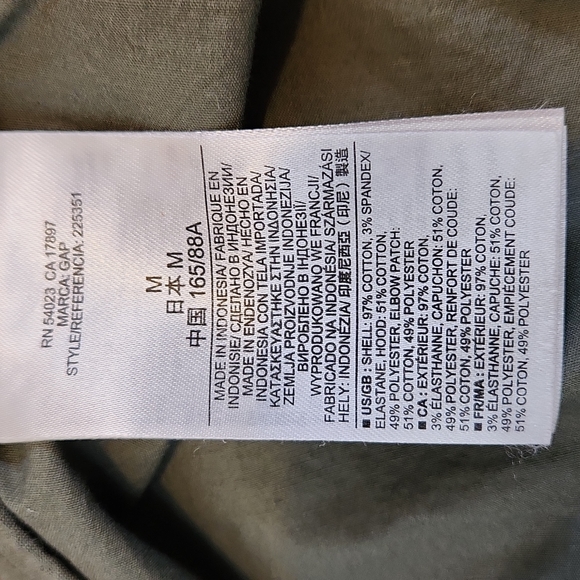 RN 54023 CA 17897
MARCA: GAP
STYLE/REFERENCIA: 225351
M
日本 M
中国 165/88A
MADE IN INDONESIA/FABRIQUE EN
INDONISIE/СДЕЛАНО В ИНДОНЕЗИИ/
MADE IN ENDENOZYA/ HECHO EN
INDONESIA CON TELA IMPORTADA/
ΚΑΤΑΣΚΕΥΑΣΤΗΚΕ ΣΤΗΝ ΙΝΔΟΝΗΣΙΑ/
ZEMLJA PROIZVODNJE INDONEZIJA/
ВИРОБЛЕНО В ІНДОНЕЗІЇ/
WYPRODUKOWANO WE FRANCJI/
FABRICADO NA INDONÉSIA/ SZÁRMAZÁSI
HELY: INDONÉZIA/ 印度尼西亞 (印尼) 製造
■ US/GB : SHELL: 97% COTTON, 3% SPANDEX/
ELASTANE, HOOD: 51% COTTON,
49% POLYESTER, ELBOW PATCH:
51% COTTON, 49% POLYESTER
■ CA : EXTÉRIEUR: 97% COTON,
3% ÉLASTHANNE, CAPUCHON: 51% COTON,
49% POLYESTER, RENFORT DE COUDE:
51% COTON, 49% POLYESTER
■ FR/MA : EXTÉRIEUR: 97% COTON,
3% ÉLASTHANNE, CAPUCHE: 51% COTON,
49% POLYESTER, EMPIÈCEMENT COUDE:
51% COTON, 49% POLYESTER